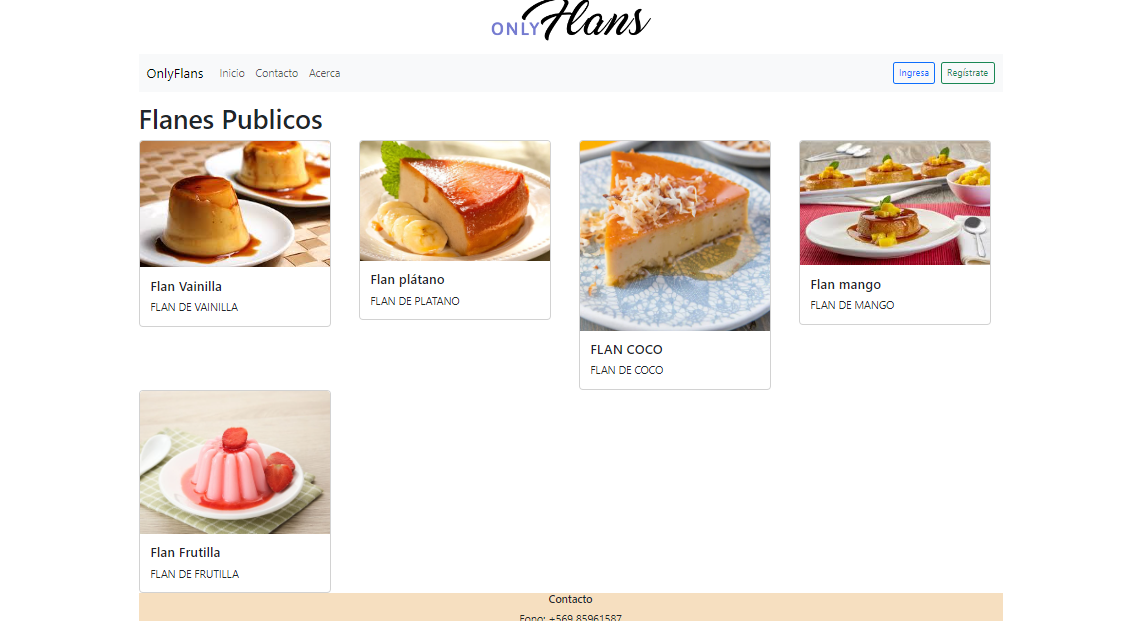 ONLY Flans
OnlyFlans Inicio Contacto Acerca Ingresa Regístrate
Flanes Publicos
Flan Vainilla
FLAN DE VAINILLA
Flan plátano
FLAN DE PLATANO
FLAN COCO
FLAN DE COCO
Flan mango
FLAN DE MANGO
Flan Frutilla
FLAN DE FRUTILLA
Contacto
Fono: +569 85961587